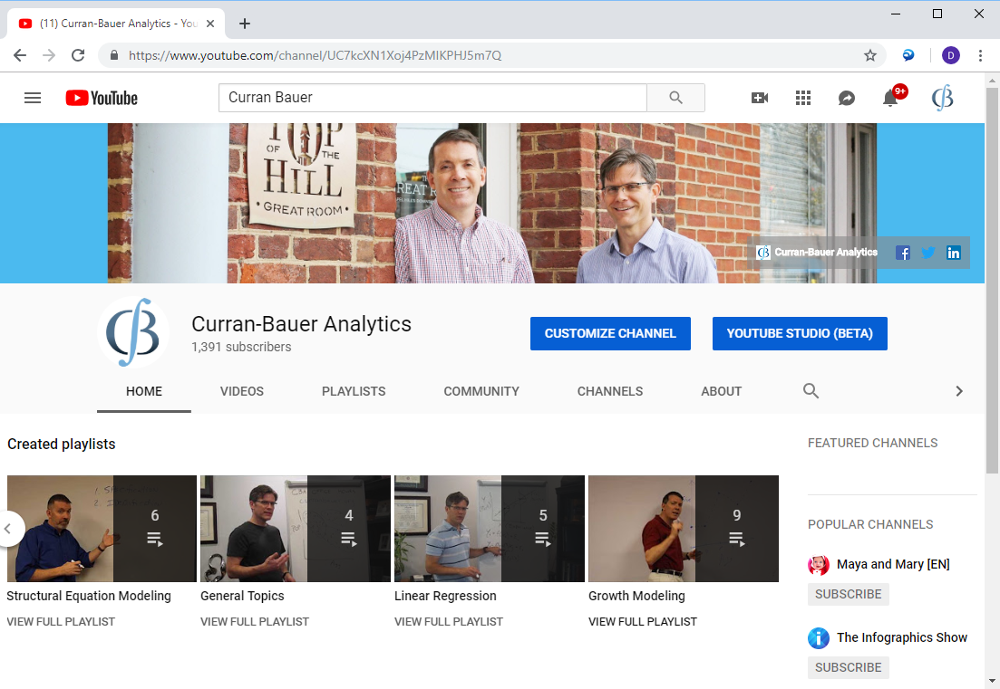 (11) Curran-Bauer Analytics - You
https://www.youtube.com/channel/UC7kcXN1Xoj4PzMlKPHJ5m7Q
D
YouTube
Curran Bauer
9+
TOP
OF THE
HILL
GREAT ROOM
Curran-Bauer Analytics
Curran-Bauer Analytics
1,391 subscribers
CUSTOMIZE CHANNEL
YOUTUBE STUDIO (BETA)
HOME VIDEOS PLAYLISTS COMMUNITY CHANNELS ABOUT
Created playlists
6
4
5
9
Structural Equation Modeling
VIEW FULL PLAYLIST
General Topics
VIEW FULL PLAYLIST
Linear Regression
VIEW FULL PLAYLIST
Growth Modeling
VIEW FULL PLAYLIST
FEATURED CHANNELS
POPULAR CHANNELS
Maya and Mary [EN]
SUBSCRIBE
The Infographics Show
SUBSCRIBE